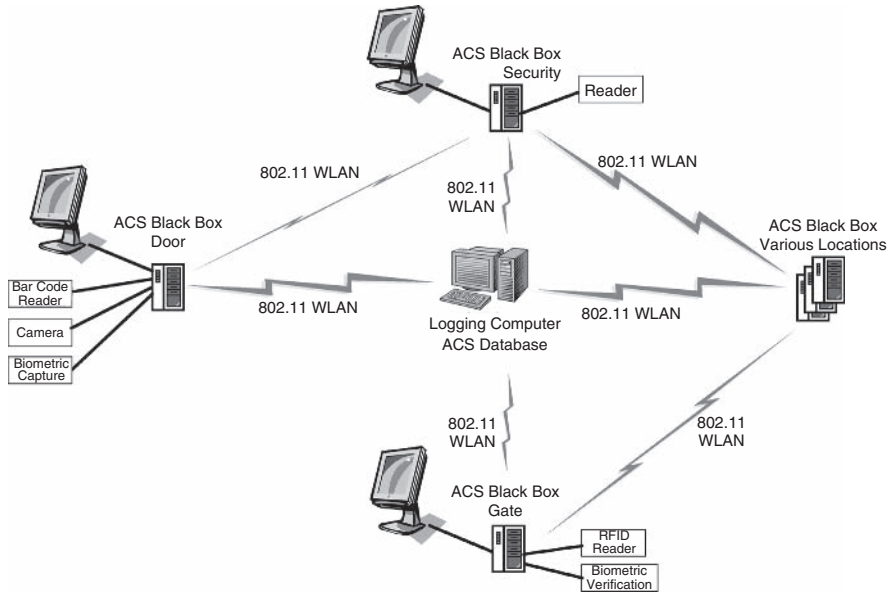 ACS Black Box
Security
Reader
802.11 WLAN
802.11
WLAN
802.11 WLAN
ACS Black Box
Door
ACS Black Box
Various Locations
Bar Code
Reader
Camera
Biometric
Capture
802.11 WLAN
802.11 WLAN
Logging Computer
ACS Database
802.11
WLAN
802.11
WLAN
ACS Black Box
Gate
RFID
Reader
Biometric
Verification